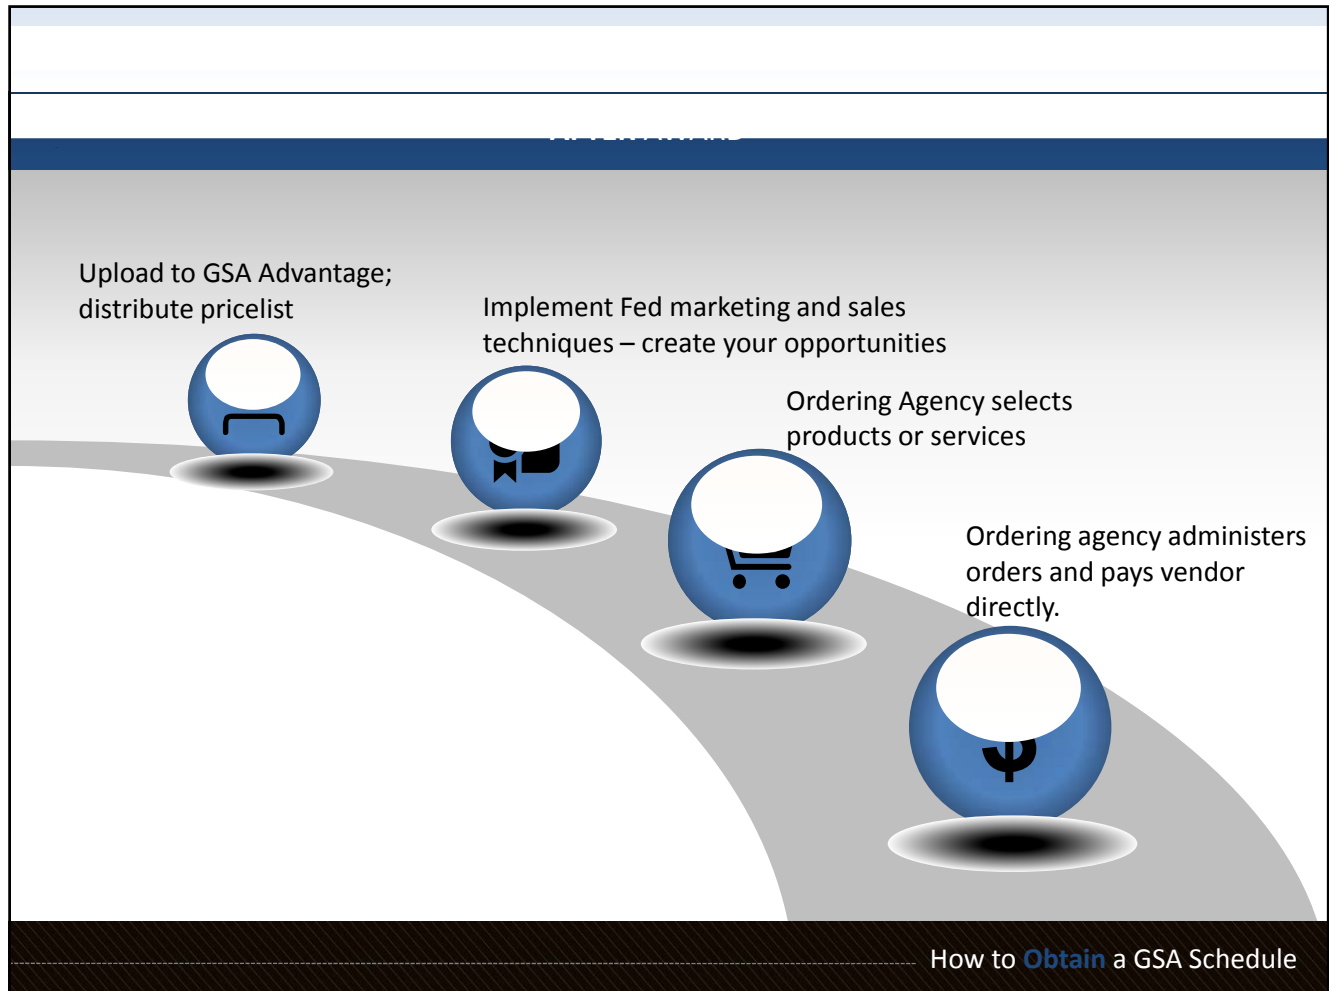 Upload to GSA Advantage;
distribute pricelist
Implement Fed marketing and sales
techniques – create your opportunities
Ordering Agency selects
products or services
Ordering agency administers
orders and pays vendor
directly.
How to Obtain a GSA Schedule